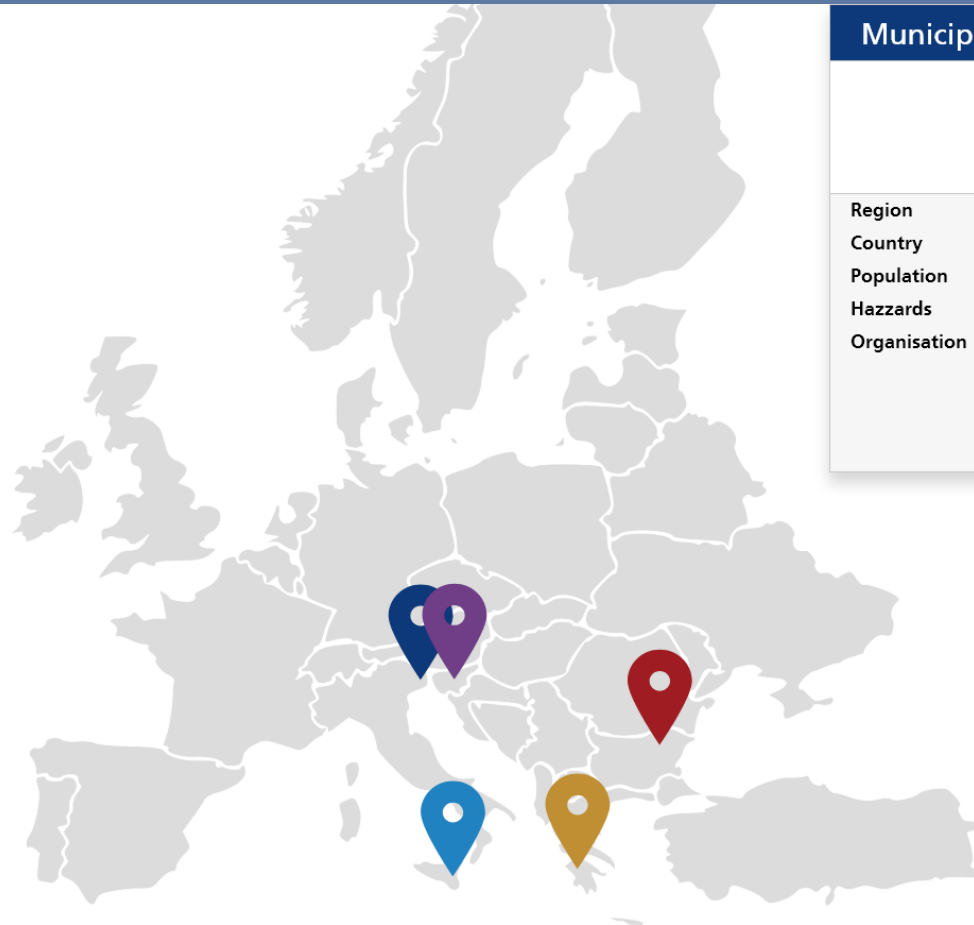 Municip
Region
Country
Population
Hazzards
Organisation